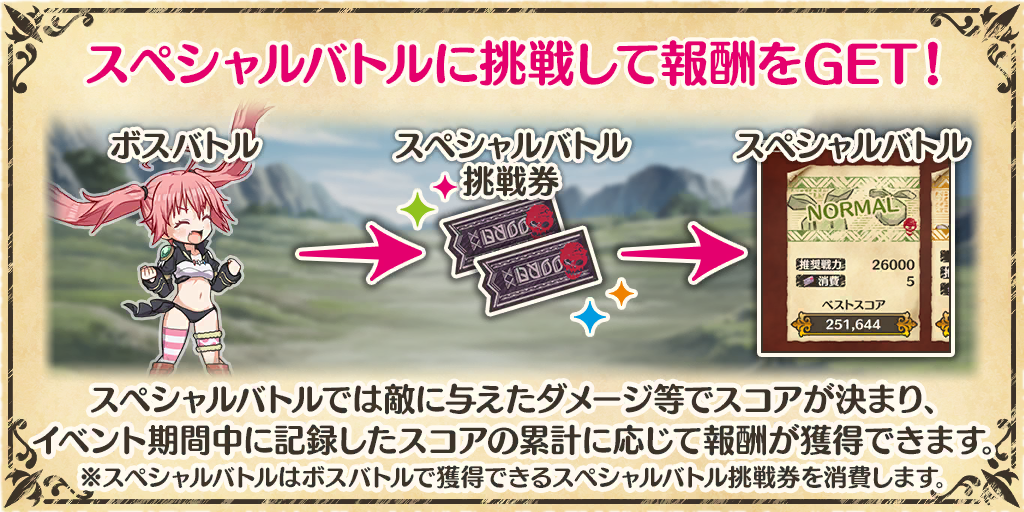 スペシャルバトルに挑戦して報酬をGET！
ボスバトル
スペシャルバトル
挑戦券
スペシャルバトル
NORMAL
推奨戦力 26000
消費 5
ベストスコア
251,644
スペシャルバトルでは敵に与えたダメージ等でスコアが決まり、
イベント期間中に記録したスコアの累計に応じて報酬が獲得できます。
※スペシャルバトルはボスバトルで獲得できるスペシャルバトル挑戦券を消費します。